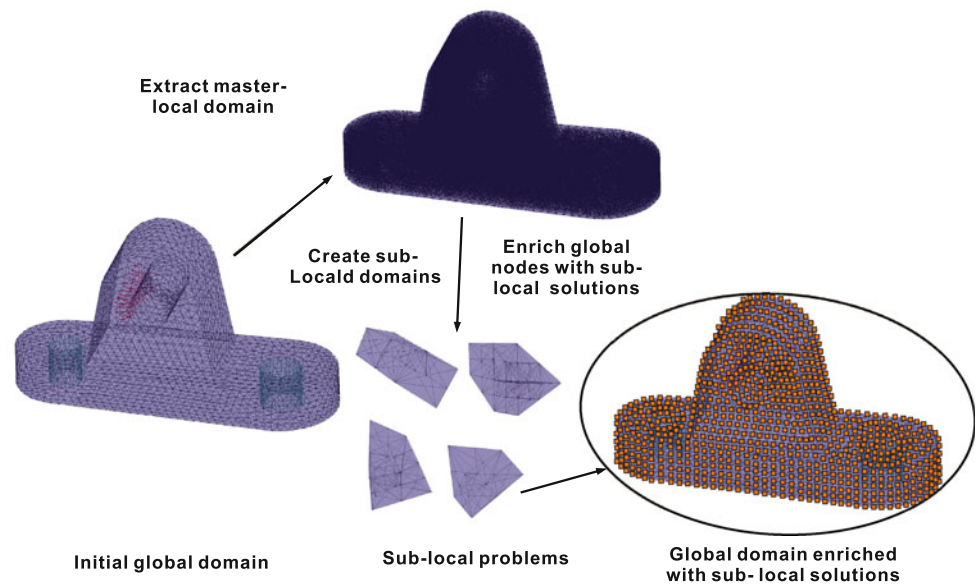 Extract master-
local domain
Create sub-
Locald domains
Enrich global
nodes with sub-
local solutions
Initial global domain
Sub-local problems
Global domain enriched
with sub- local solutions